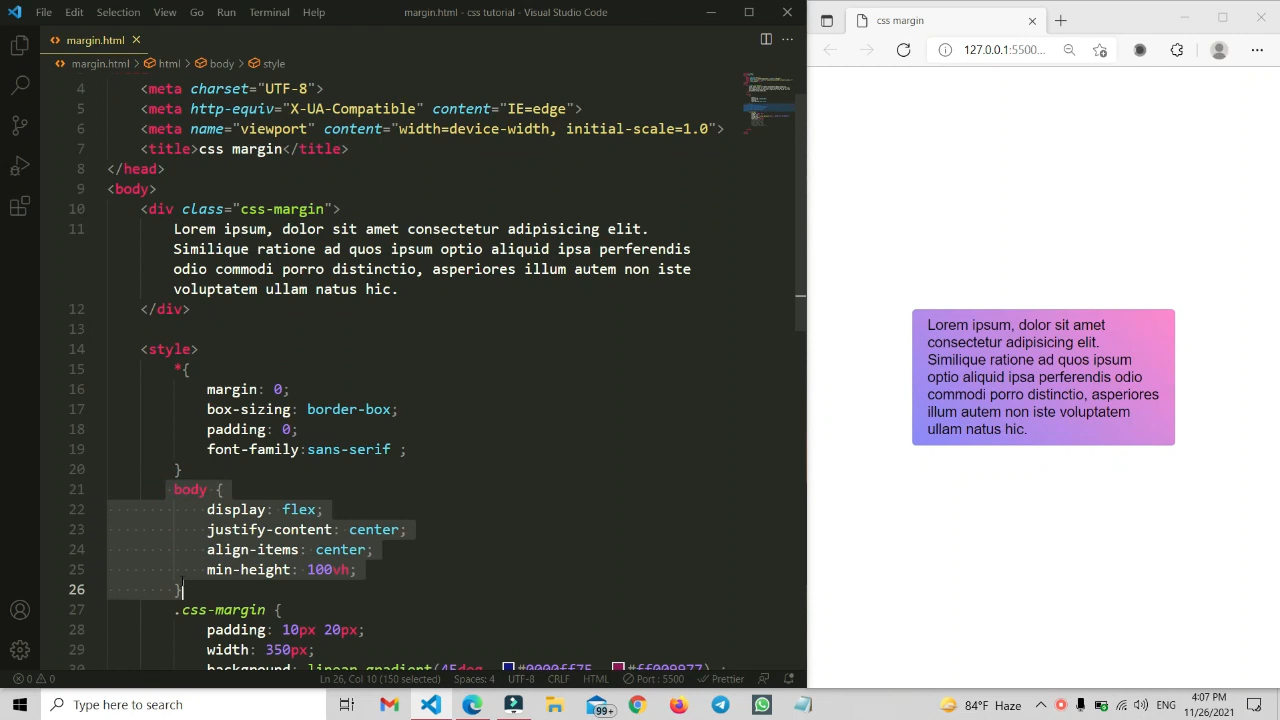 File Edit Selection View Go Run Terminal Help margin.html - css tutorial - Visual Studio Code
css margin
margin.html
127.0.0.1:5500...
margin.html > html > body > style
4 <meta charset="UTF-8">
5 <meta http-equiv="X-UA-Compatible" content="IE=edge">
6 <meta name="viewport" content="width=device-width, initial-scale=1.0">
7 <title>css margin</title>
8 </head>
9 <body>
10 <div class="css-margin">
11 Lorem ipsum, dolor sit amet consectetur adipisicing elit.
Similique ratione ad quos ipsum optio aliquid ipsa perferendis
odio commodi porro distinctio, asperiores illum autem non iste
voluptatem ullam natus hic.
12 </div>
13
14 <style>
15 *{
16 margin: 0;
17 box-sizing: border-box;
18 padding: 0;
19 font-family:sans-serif ;
20 }
21 body {
22 display: flex;
23 justify-content: center;
24 align-items: center;
25 min-height: 100vh;
26 }
27 .css-margin {
28 padding: 10px 20px;
29 width: 350px;
30 background: linear-gradient(45deg, #0000ff75, #ff009977) ;
Lorem ipsum, dolor sit amet
consectetur adipisicing elit.
Similique ratione ad quos ipsum
optio aliquid ipsa perferendis odio
commodi porro distinctio, asperiores
illum autem non iste voluptatem
ullam natus hic.
0 0 Ln 26, Col 10 (150 selected) Spaces: 4 UTF-8 CRLF HTML Port : 5500 Prettier
Type here to search
99+
84°F Haze
4:07 PM
11/26/2021